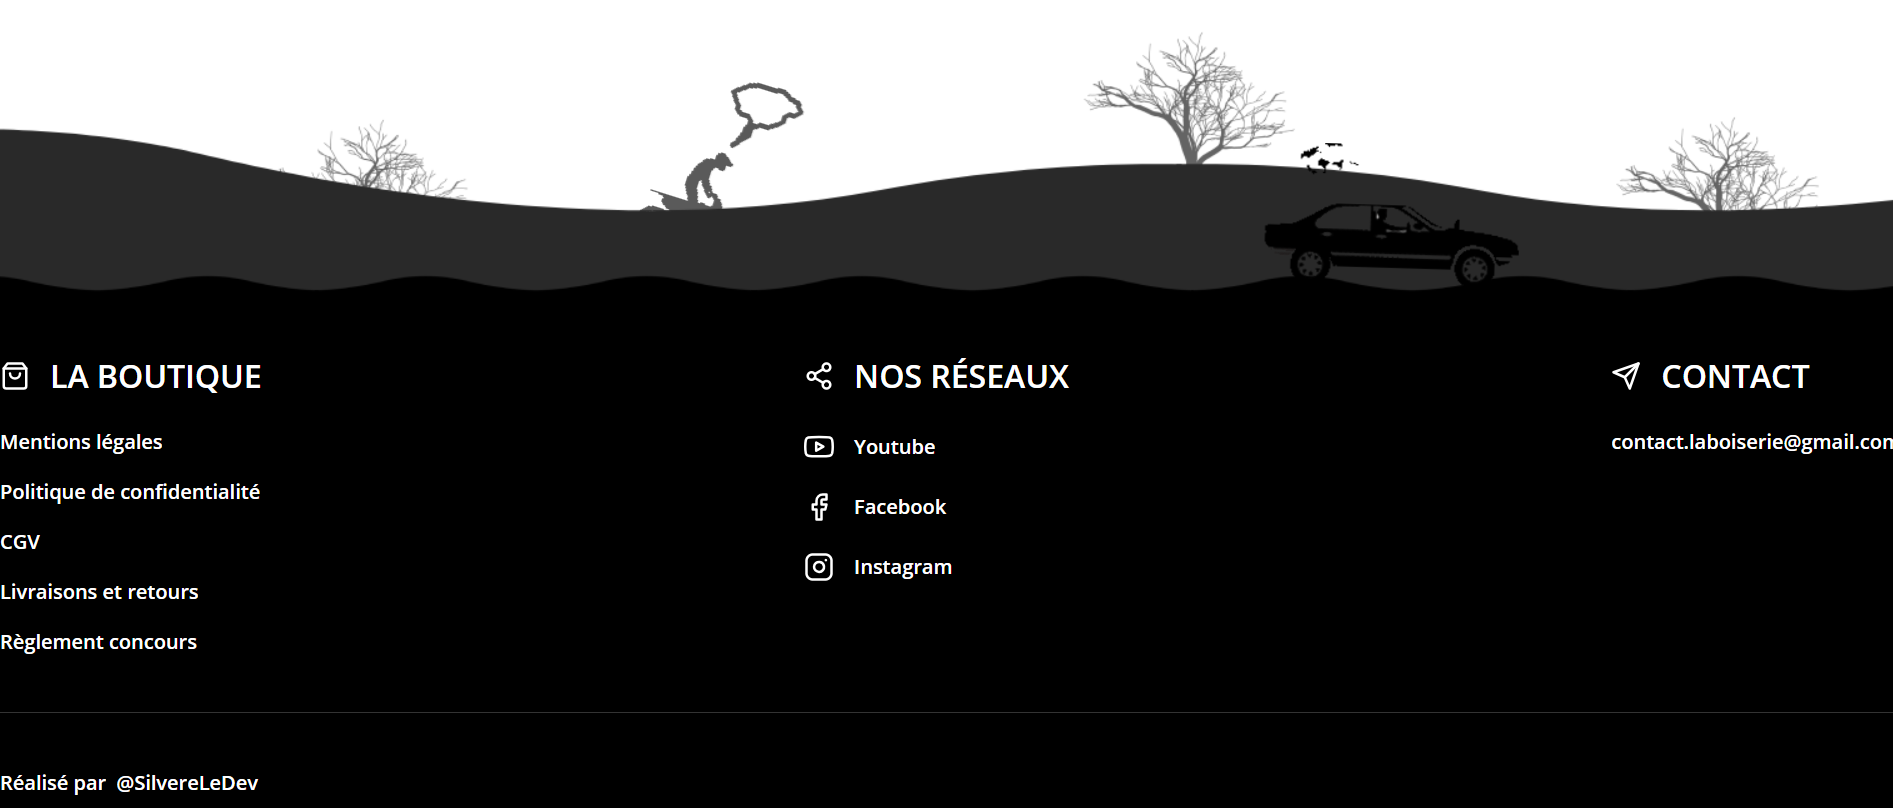 LA BOUTIQUE
Mentions légales
Politique de confidentialité
CGV
Livraisons et retours
Règlement concours
NOS RÉSEAUX
Youtube
Facebook
Instagram
CONTACT
contact.laboiserie@gmail.com
Réalisé par @SilvereLeDev